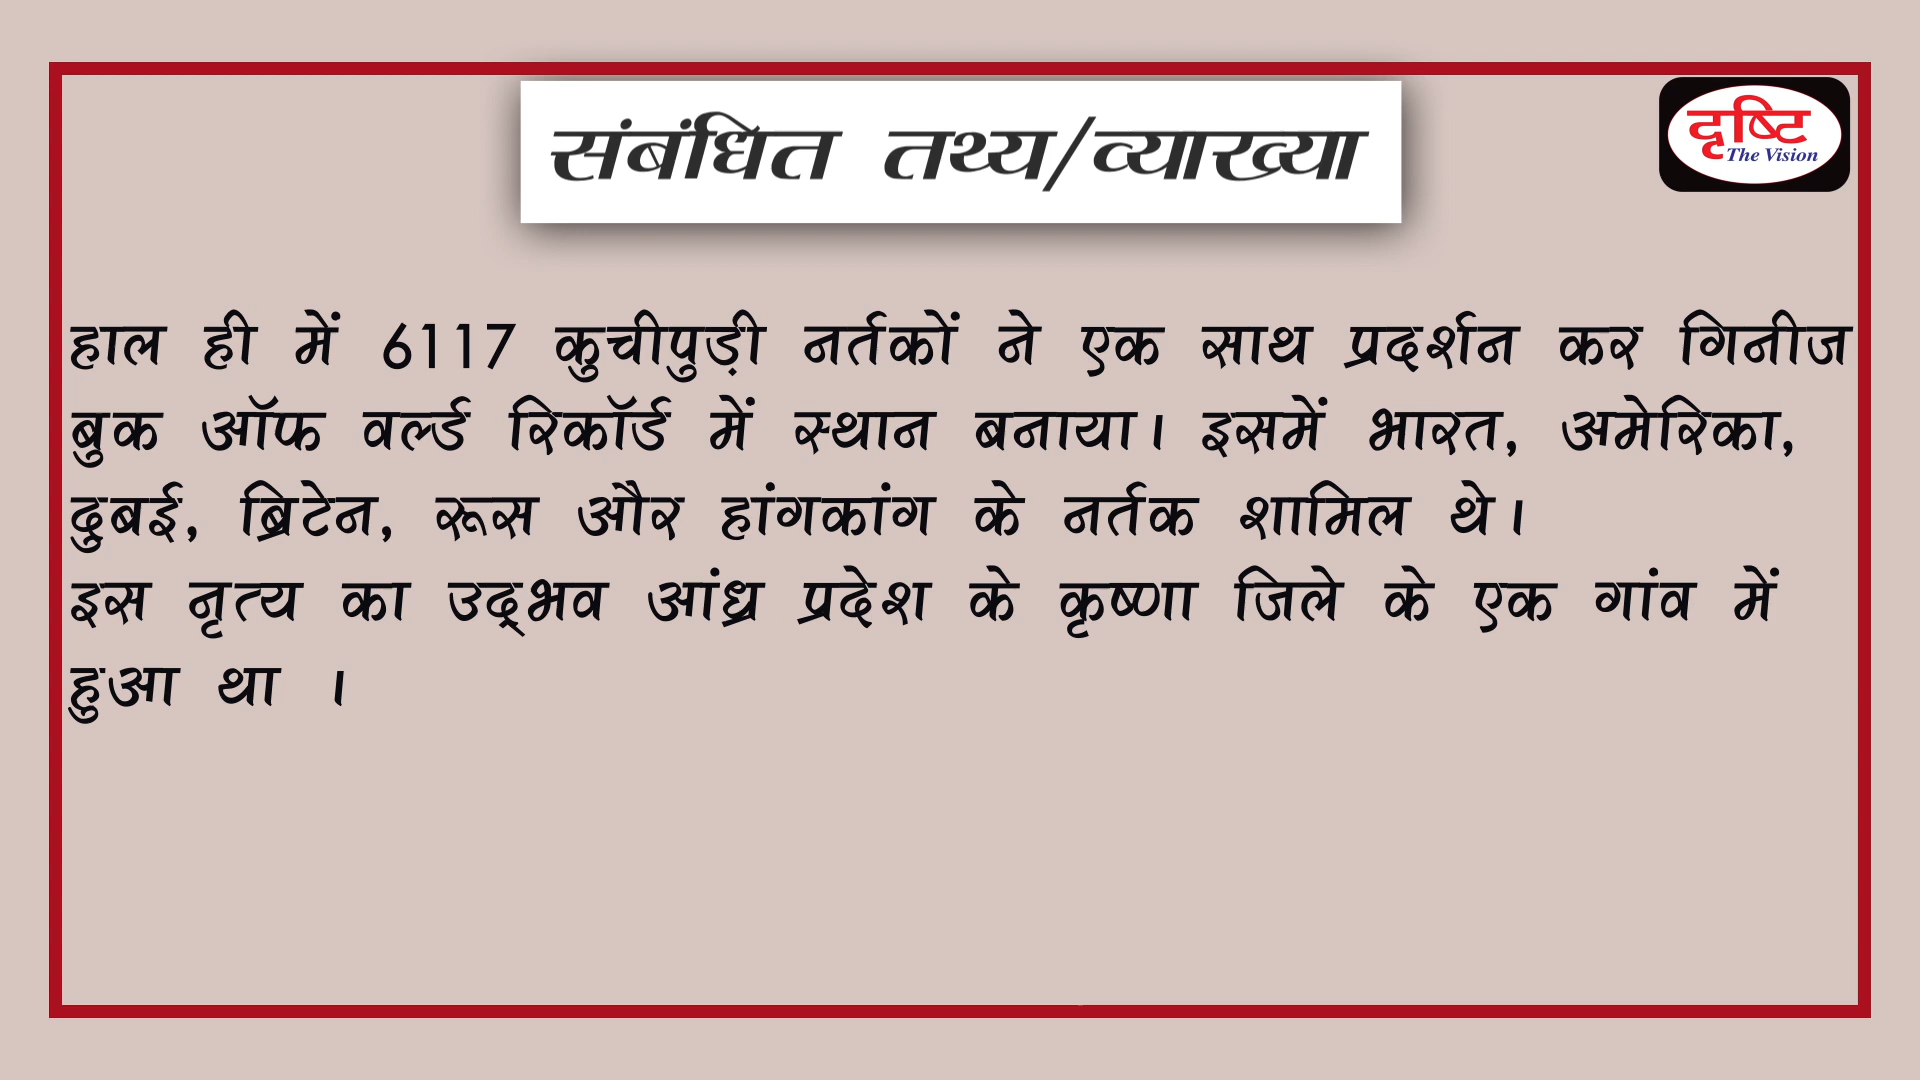 संबंधित तथ्य/व्याख्या
दृष्टि
The Vision
हाल ही में 6117 कुचीपुड़ी नर्तकों ने एक साथ प्रदर्शन कर गिनीज
बुक ऑफ वर्ल्ड रिकॉर्ड में स्थान बनाया। इसमें भारत, अमेरिका,
दुबई, ब्रिटेन, रूस और हांगकांग के नर्तक शामिल थे।
इस नृत्य का उद्भव आंध्र प्रदेश के कृष्णा जिले के एक गांव में
हुआ था ।